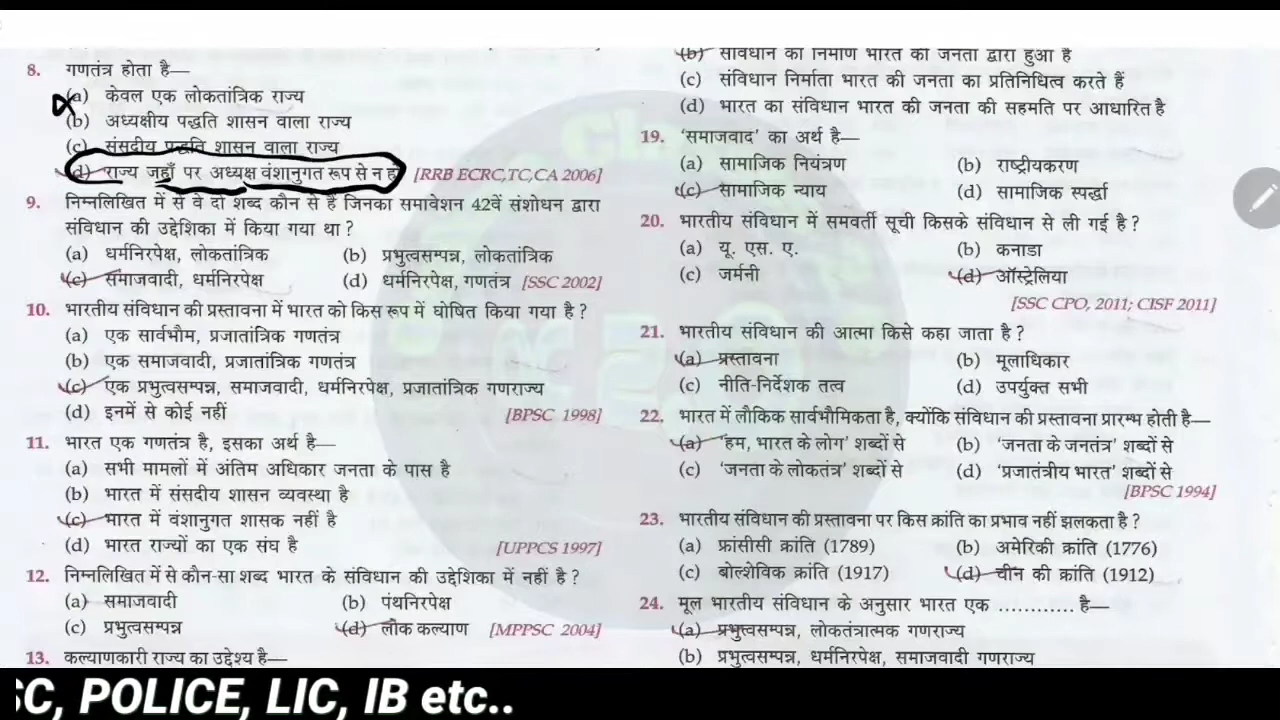 8. गणतंत्र होता है—
(a) केवल एक लोकतांत्रिक राज्य
(b) अध्यक्षीय पद्धति शासन वाला राज्य
(c) संसदीय पद्धति शासन वाला राज्य
(d) राज्य जहाँ पर अध्यक्ष वंशानुगत रूप से न हो [RRB ECRC,TC,CA 2006]
9. निम्नलिखित में से वे दो शब्द कौन से हैं जिनका समावेशन 42वें संशोधन द्वारा
संविधान की उद्देशिका में किया गया था ?
(a) धर्मनिरपेक्ष, लोकतांत्रिक (b) प्रभुत्वसम्पन्न, लोकतांत्रिक
(c) समाजवादी, धर्मनिरपेक्ष (d) धर्मनिरपेक्ष, गणतंत्र [SSC 2002]
10. भारतीय संविधान की प्रस्तावना में भारत को किस रूप में घोषित किया गया है ?
(a) एक सार्वभौम, प्रजातांत्रिक गणतंत्र
(b) एक समाजवादी, प्रजातांत्रिक गणतंत्र
(c) एक प्रभुत्वसम्पन्न, समाजवादी, धर्मनिरपेक्ष, प्रजातांत्रिक गणराज्य
(d) इनमें से कोई नहीं [BPSC 1998]
11. भारत एक गणतंत्र है, इसका अर्थ है—
(a) सभी मामलों में अंतिम अधिकार जनता के पास है
(b) भारत में संसदीय शासन व्यवस्था है
(c) भारत में वंशानुगत शासक नहीं है
(d) भारत राज्यों का एक संघ है [UPPCS 1997]
12. निम्नलिखित में से कौन-सा शब्द भारत के संविधान की उद्देशिका में नहीं है ?
(a) समाजवादी (b) पंथनिरपेक्ष
(c) प्रभुत्वसम्पन्न (d) लोक कल्याण [MPPSC 2004]
13. कल्याणकारी राज्य का उद्देश्य है—
(b) संविधान का निर्माण भारत की जनता द्वारा हुआ है
(c) संविधान निर्माता भारत की जनता का प्रतिनिधित्व करते हैं
(d) भारत का संविधान भारत की जनता की सहमति पर आधारित है
19. 'समाजवाद' का अर्थ है—
(a) सामाजिक नियंत्रण (b) राष्ट्रीयकरण
(c) सामाजिक न्याय (d) सामाजिक स्पर्द्धा
20. भारतीय संविधान में समवर्ती सूची किसके संविधान से ली गई है ?
(a) यू. एस. ए. (b) कनाडा
(c) जर्मनी (d) ऑस्ट्रेलिया
[SSC CPO, 2011; CISF 2011]
21. भारतीय संविधान की आत्मा किसे कहा जाता है ?
(a) प्रस्तावना (b) मूलाधिकार
(c) नीति-निर्देशक तत्व (d) उपर्युक्त सभी
22. भारत में लौकिक सार्वभौमिकता है, क्योंकि संविधान की प्रस्तावना प्रारम्भ होती है—
(a) 'हम, भारत के लोग' शब्दों से (b) 'जनता के जनतंत्र' शब्दों से
(c) 'जनता के लोकतंत्र' शब्दों से (d) 'प्रजातंत्रीय भारत' शब्दों से
[BPSC 1994]
23. भारतीय संविधान की प्रस्तावना पर किस क्रांति का प्रभाव नहीं झलकता है ?
(a) फ्रांसीसी क्रांति (1789) (b) अमेरिकी क्रांति (1776)
(c) बोल्शेविक क्रांति (1917) (d) चीन की क्रांति (1912)
24. मूल भारतीय संविधान के अनुसार भारत एक ............ है—
(a) प्रभुत्वसम्पन्न, लोकतंत्रात्मक गणराज्य
(b) प्रभुत्वसम्पन्न, धर्मनिरपेक्ष, समाजवादी गणराज्य
SC, POLICE, LIC, IB etc..